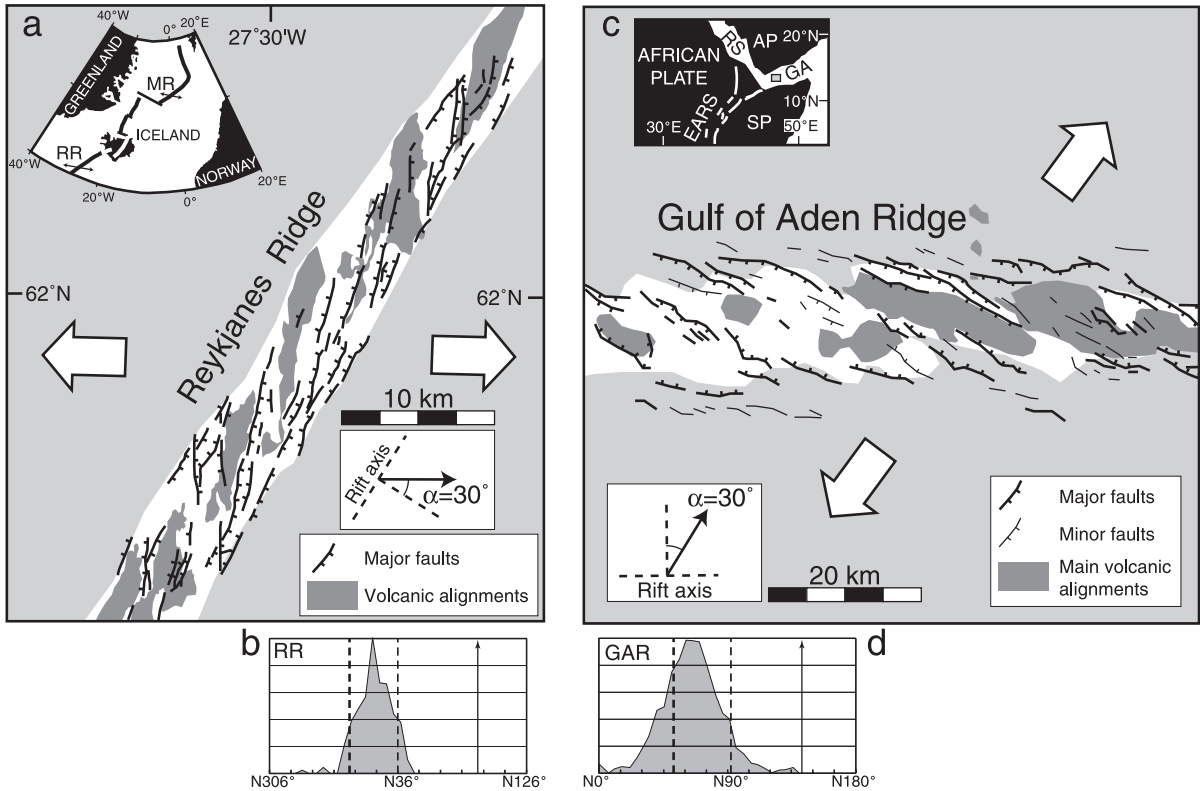 a
40°W
0°
20°E
27°30'W
GREENLAND
MR
ICELAND
RR
NORWAY
40°W
20°W
0°
20°E
Reykjanes Ridge
62°N
62°N
10 km
Rift axis
α=30°
Major faults
Volcanic alignments
c
AFRICAN
PLATE
RS
AP
20°N
GA
10°N
EARS
SP
30°E
50°E
Gulf of Aden Ridge
α=30°
Rift axis
20 km
Major faults
Minor faults
Main volcanic
alignments
b
RR
N306°
N36°
N126°
GAR
d
N0°
N90°
N180°